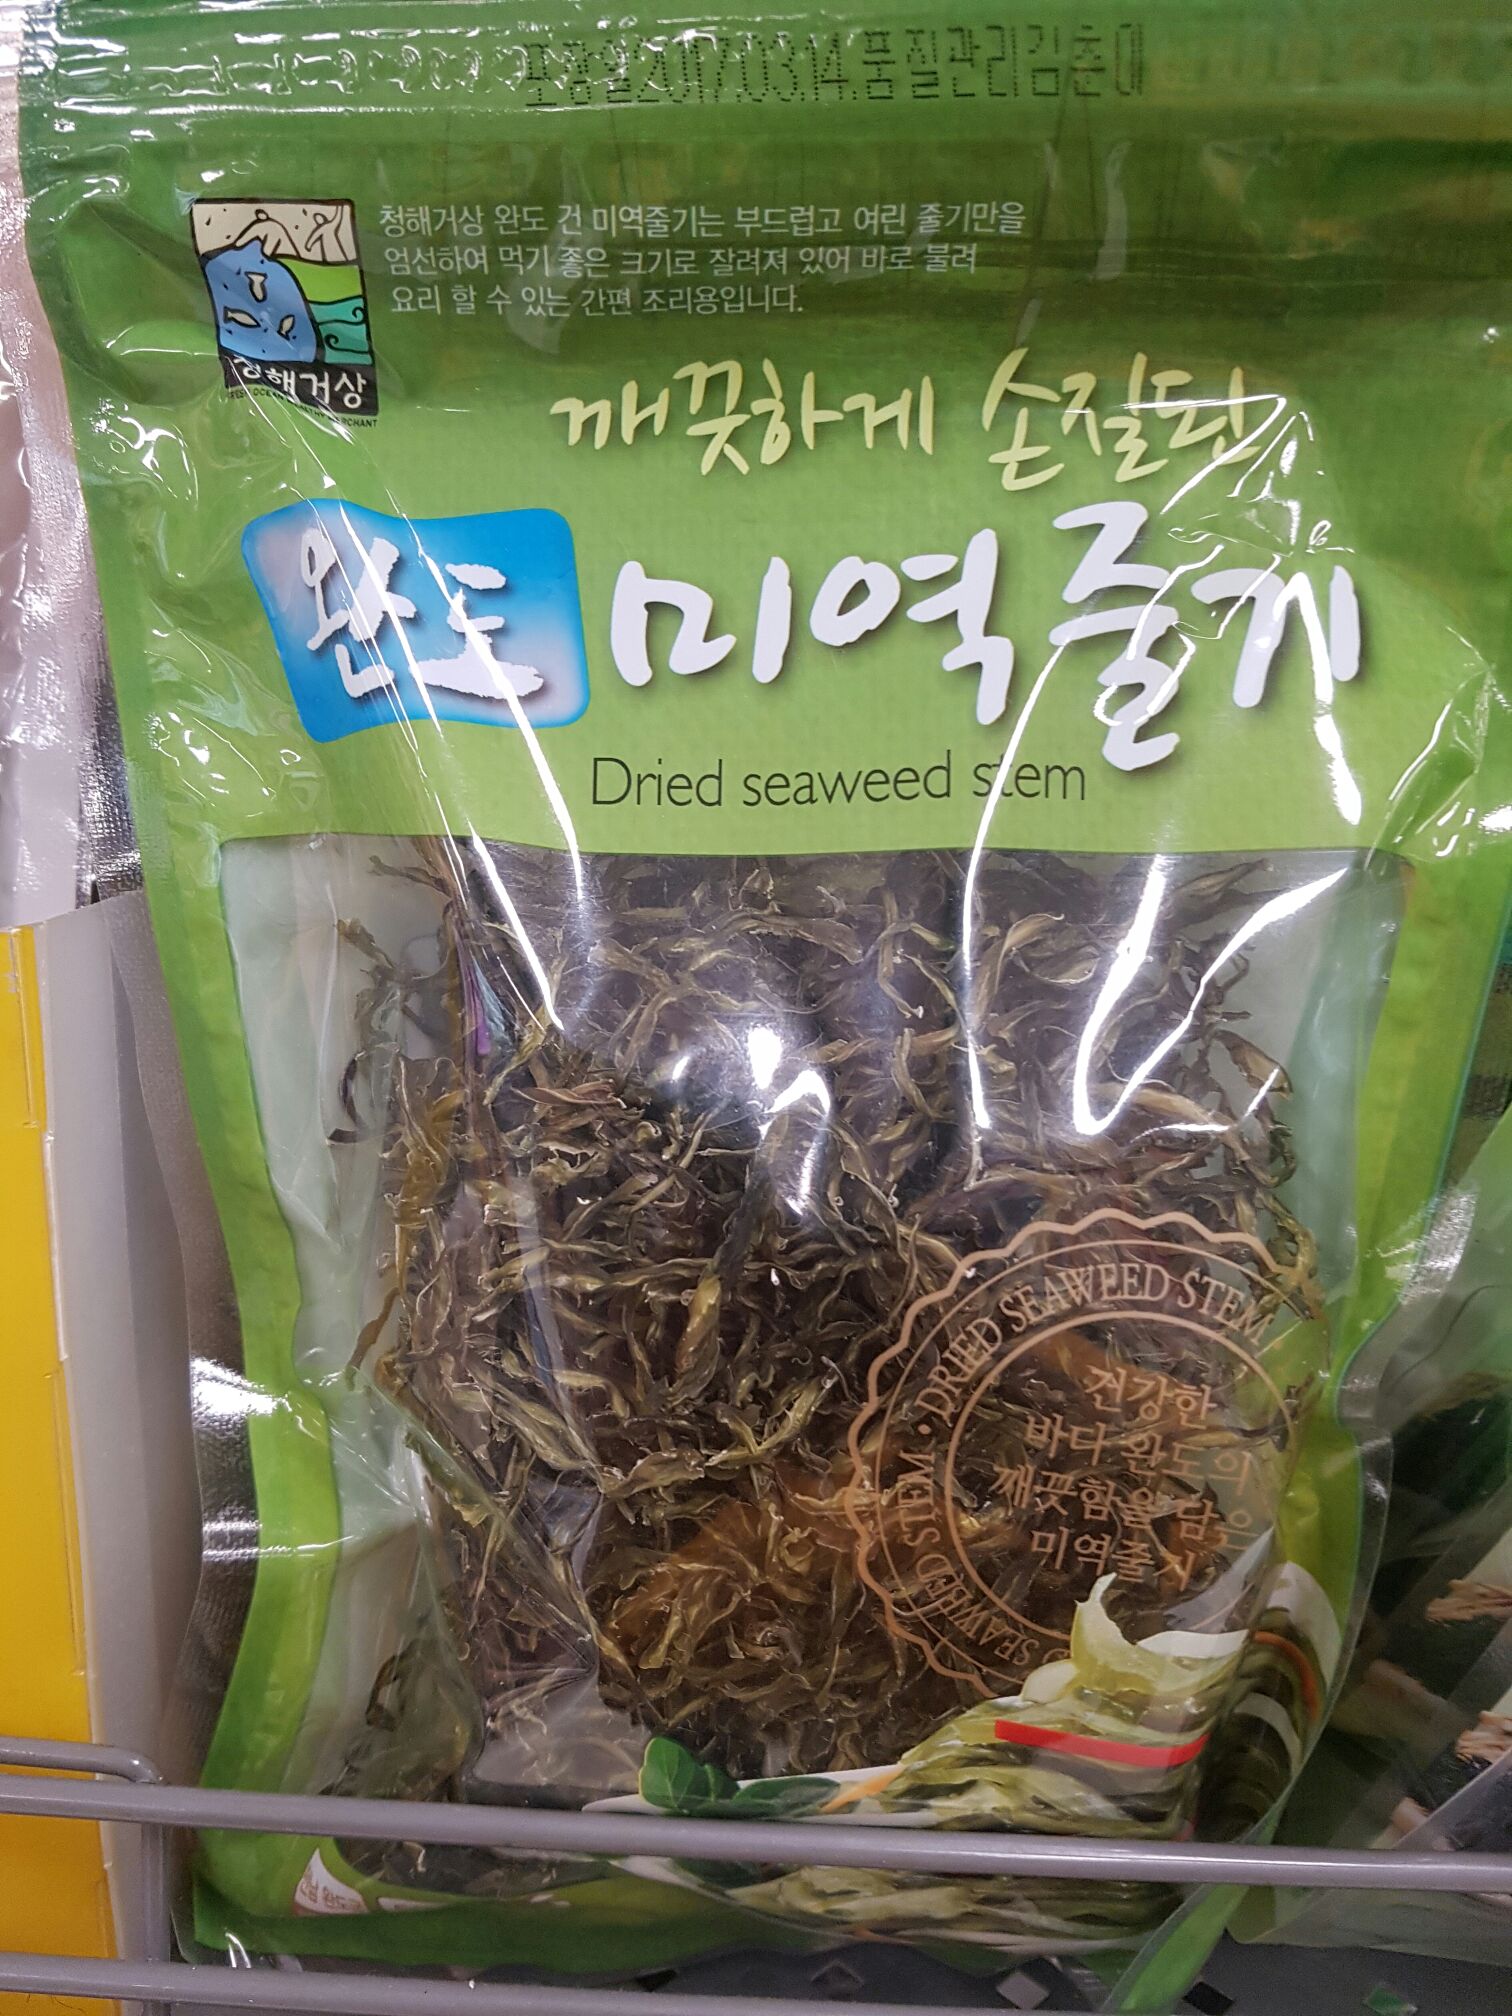 포장일2017.03.14.품질관리김춘애
청해거상 완도 건 미역줄기는 부드럽고 여린 줄기만을
엄선하여 먹기 좋은 크기로 잘려져 있어 바로 불려
요리 할 수 있는 간편 조리용입니다.
청해거상
깨끗하게 손질된
완도 미역줄기
Dried seaweed stem
DRIED SEAWEED STEM
건강한
바다 완도의
깨끗함을 담은
미역줄기
SEAWEED STEM